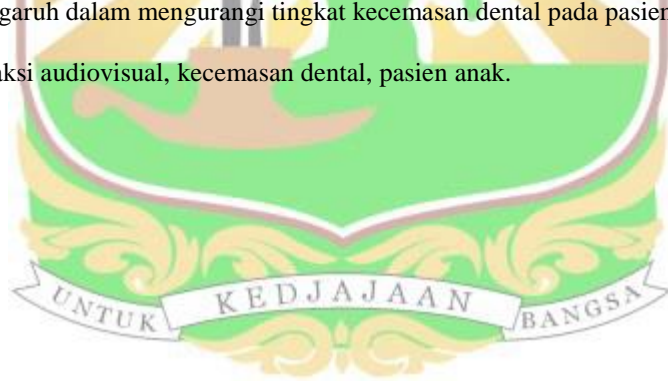 garuh dalam mengurangi tingkat kecemasan dental pada pasien
aksi audiovisual, kecemasan dental, pasien anak.
UNTUK KEDJAJAAN BANGSA